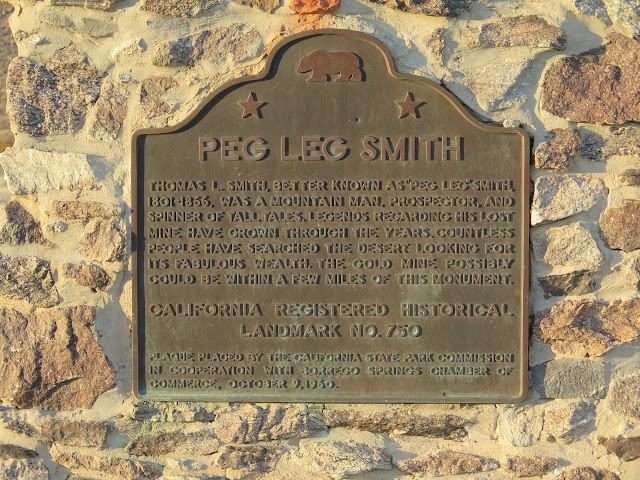 PEG LEG SMITH
THOMAS L. SMITH, BETTER KNOWN AS "PEG LEG" SMITH,
1801-1866, WAS A MOUNTAIN MAN, PROSPECTOR, AND
SPINNER OF TALL TALES. LEGENDS REGARDING HIS LOST
MINE HAVE GROWN THROUGH THE YEARS. COUNTLESS
PEOPLE HAVE SEARCHED THE DESERT LOOKING FOR
ITS FABULOUS WEALTH. THE GOLD MINE POSSIBLY
COULD BE WITHIN A FEW MILES OF THIS MONUMENT.
CALIFORNIA REGISTERED HISTORICAL
LANDMARK NO. 750
PLAQUE PLACED BY THE CALIFORNIA STATE PARK COMMISSION
IN COOPERATION WITH BORREGO SPRINGS CHAMBER OF
COMMERCE, OCTOBER 9, 1960.